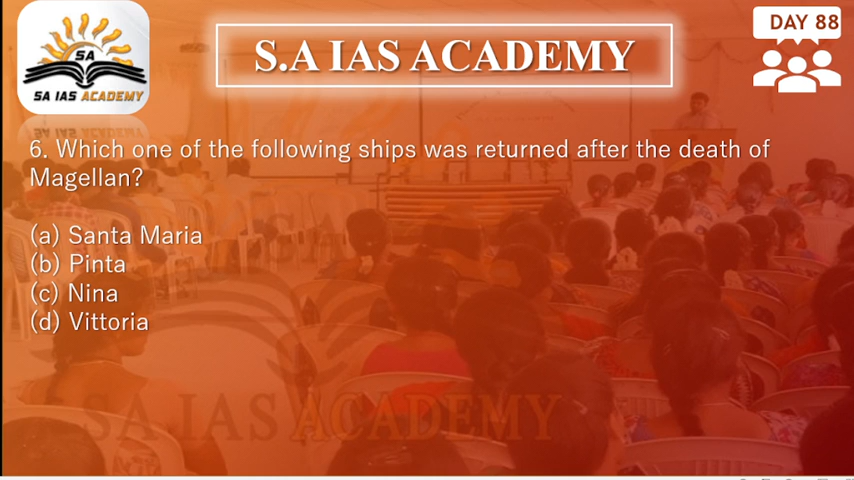 SA
SA IAS ACADEMY
S.A IAS ACADEMY
DAY 88
6. Which one of the following ships was returned after the death of
Magellan?
(a) Santa Maria
(b) Pinta
(c) Nina
(d) Vittoria
SA IAS ACADEMY